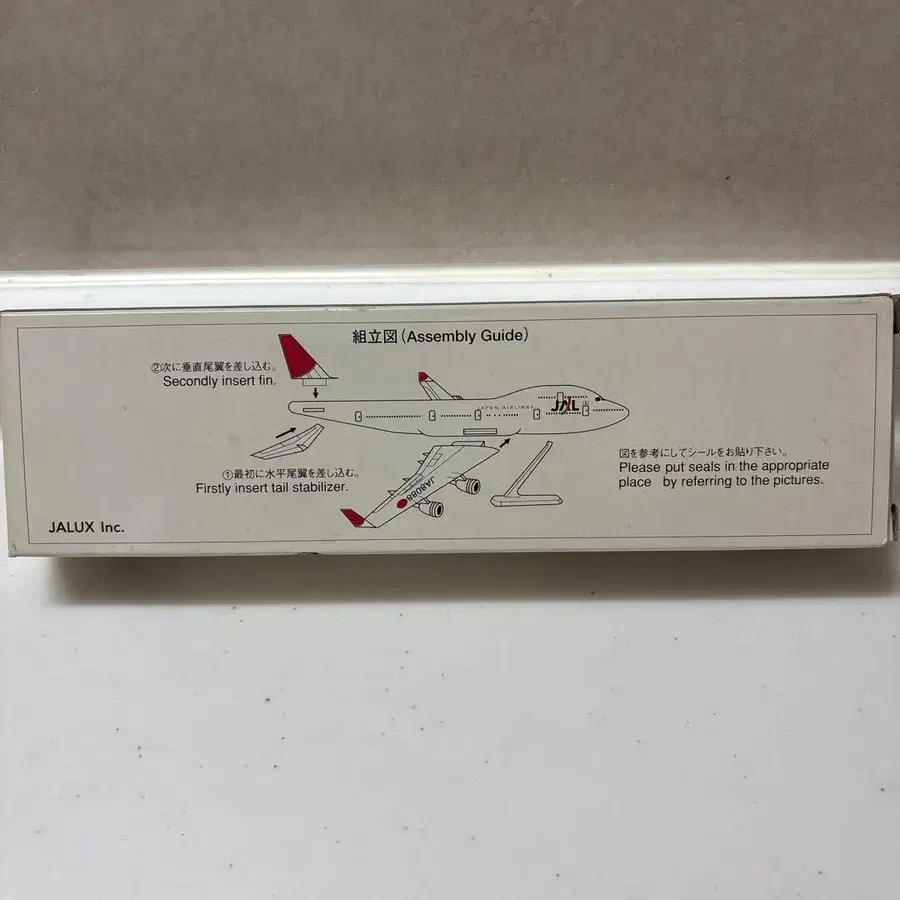 組立図(Assembly Guide)
②次に垂直尾翼を差し込む。
Secondly insert fin.
JAPAN AIRLINES
JAL
①最初に水平尾翼を差し込む。
Firstly insert tail stabilizer.
JA8088
図を参考にしてシールをお貼り下さい。
Please put seals in the appropriate
place by referring to the pictures.
JALUX Inc.